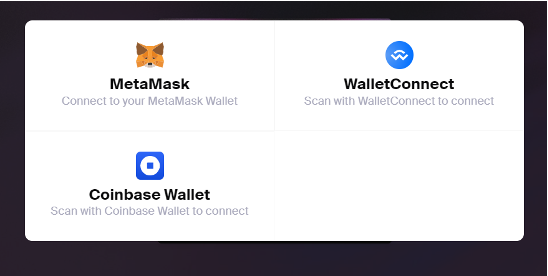 MetaMask
Connect to your MetaMask Wallet
WalletConnect
Scan with WalletConnect to connect
Coinbase Wallet
Scan with Coinbase Wallet to connect